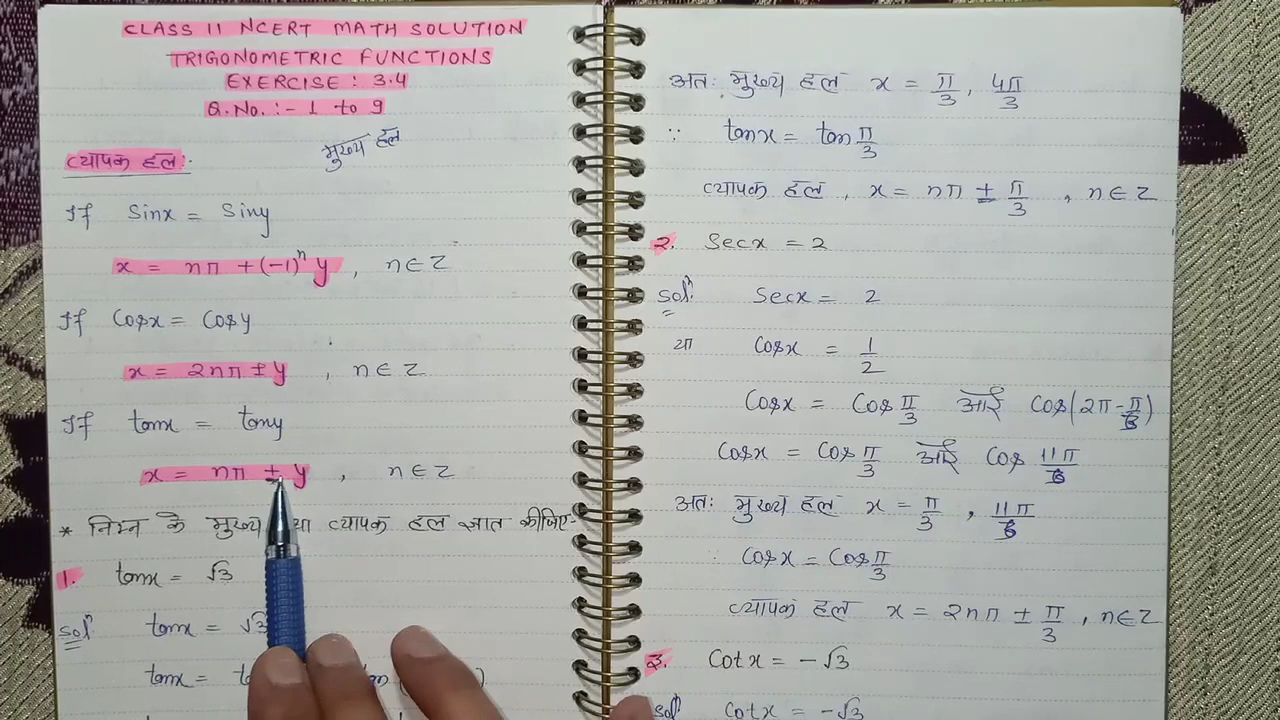 CLASS 11 NCERT MATH SOLUTION
TRIGONOMETRIC FUNCTIONS
EXERCISE : 3.4
Q.No. :- 1 to 9
मुख्य हल
व्यापक हल:
If Sinx = Siny
x = nπ +(-1)ⁿ y , n∈Z
If Cosx = Cosy
x = 2nπ ± y , n∈Z
If tanx = tany
x = nπ ± y , n∈Z
* निम्न के मुख्य या व्यापक हल ज्ञात कीजिए-
1. tanx = √3
Sol tanx = √3
tanx =
अतः मुख्य हल x = π/3, 4π/3
∵ tanx = tan π/3
व्यापक हल, x = nπ ± π/3 , n∈Z
2. Secx = 2
Sol. Secx = 2
या Cosx = 1/2
Cosx = Cos π/3 और Cos(2π-π/3)
Cosx = Cos π/3 और Cos 11π/6
अतः मुख्य हल x = π/3 , 11π/6
Cosx = Cos π/3
व्यापक हल x = 2nπ ± π/3 , n∈Z
3. Cotx = -√3
Sol Cotx = -√3